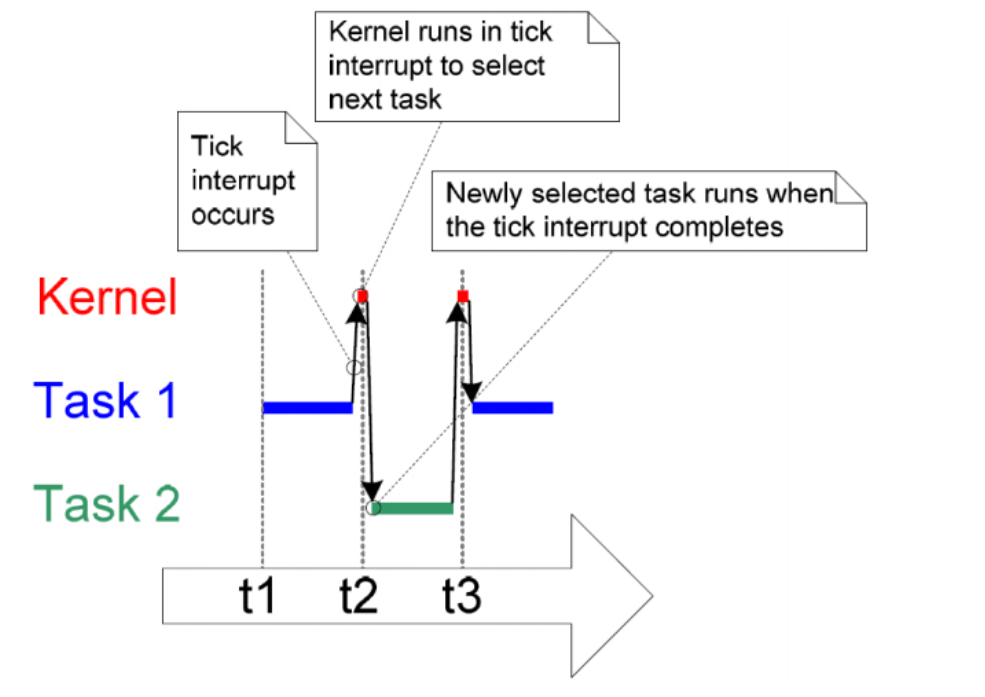 Kernel runs in tick
interrupt to select
next task
Tick
interrupt
occurs
Newly selected task runs when
the tick interrupt completes
Kernel
Task 1
Task 2
t1 t2 t3